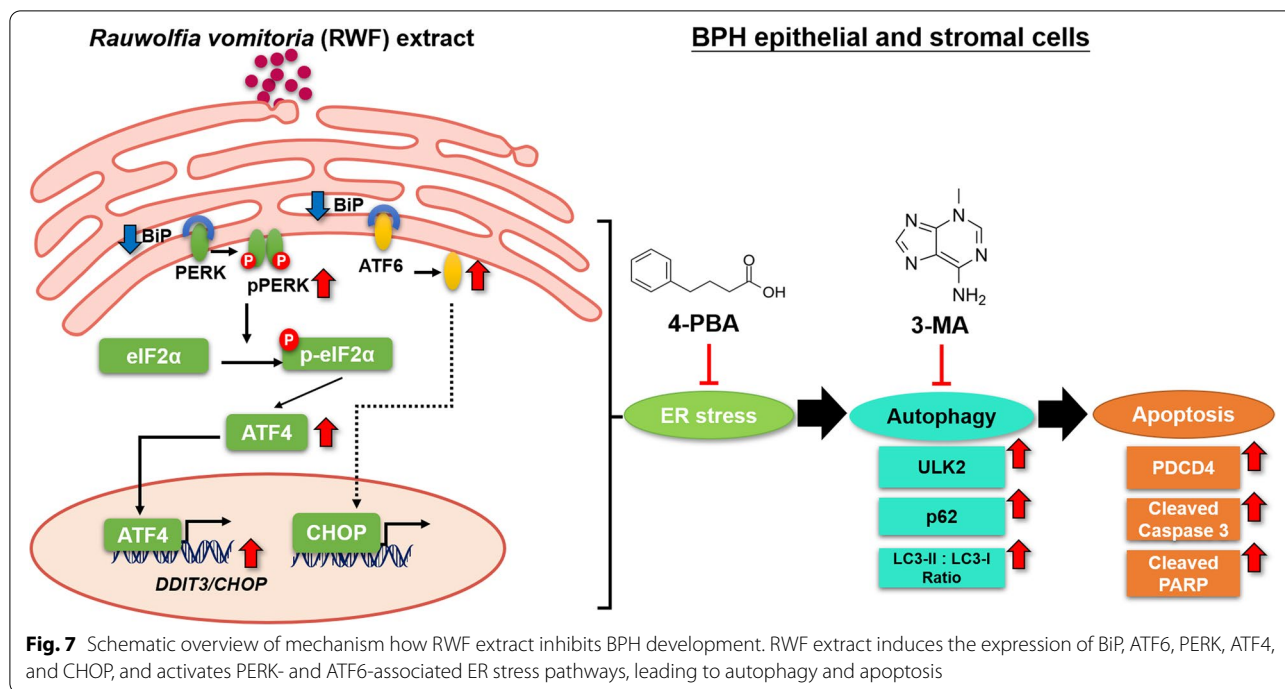 Rauwolfia vomitoria (RWF) extract
BPH epithelial and stromal cells
BiP
BiP
PERK
P
P
pPERK
ATF6
eIF2α
P
p-eIF2α
ATF4
ATF4
DDIT3/CHOP
CHOP
OH
O
4-PBA
N
N
N
N
NH2
3-MA
ER stress
Autophagy
ULK2
p62
LC3-II : LC3-I
Ratio
Apoptosis
PDCD4
Cleaved
Caspase 3
Cleaved
PARP
Fig. 7 Schematic overview of mechanism how RWF extract inhibits BPH development. RWF extract induces the expression of BiP, ATF6, PERK, ATF4,
and CHOP, and activates PERK- and ATF6-associated ER stress pathways, leading to autophagy and apoptosis